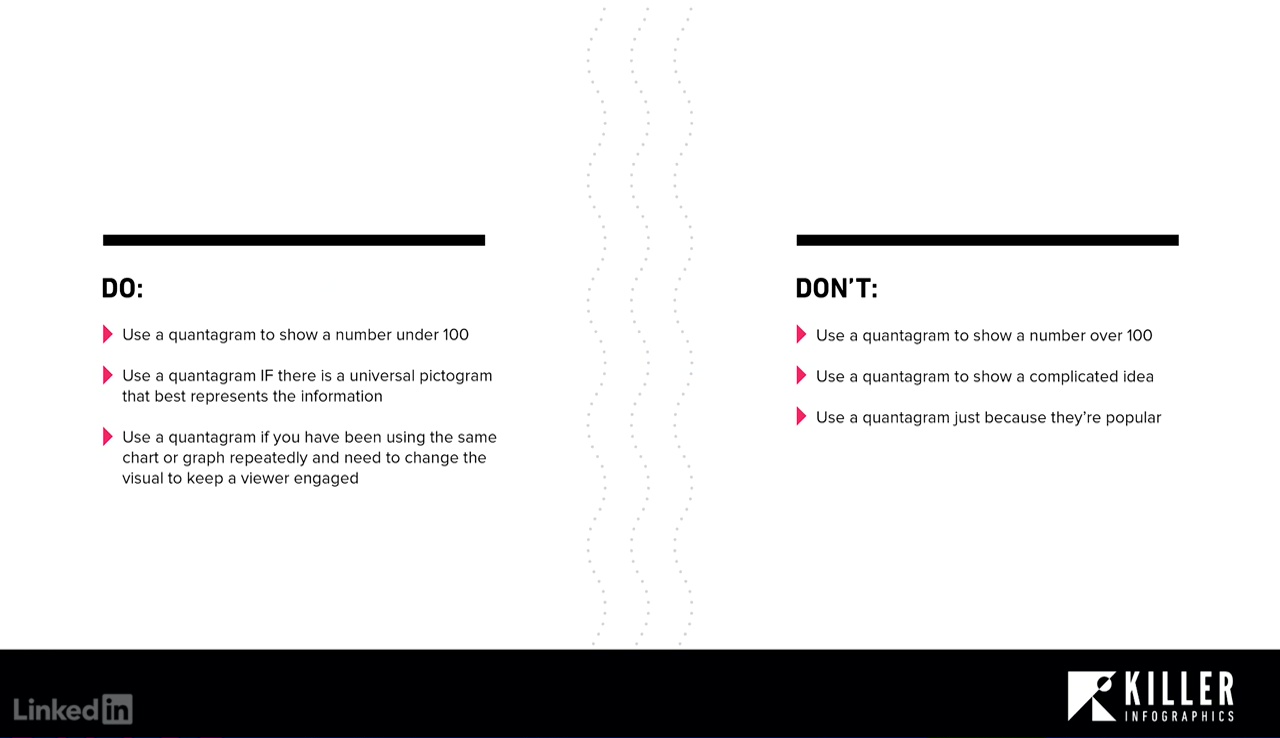 DO:
Use a quantagram to show a number under 100
Use a quantagram IF there is a universal pictogram
that best represents the information
Use a quantagram if you have been using the same
chart or graph repeatedly and need to change the
visual to keep a viewer engaged
DON'T:
Use a quantagram to show a number over 100
Use a quantagram to show a complicated idea
Use a quantagram just because they're popular
Linked in
KILLER
INFOGRAPHICS